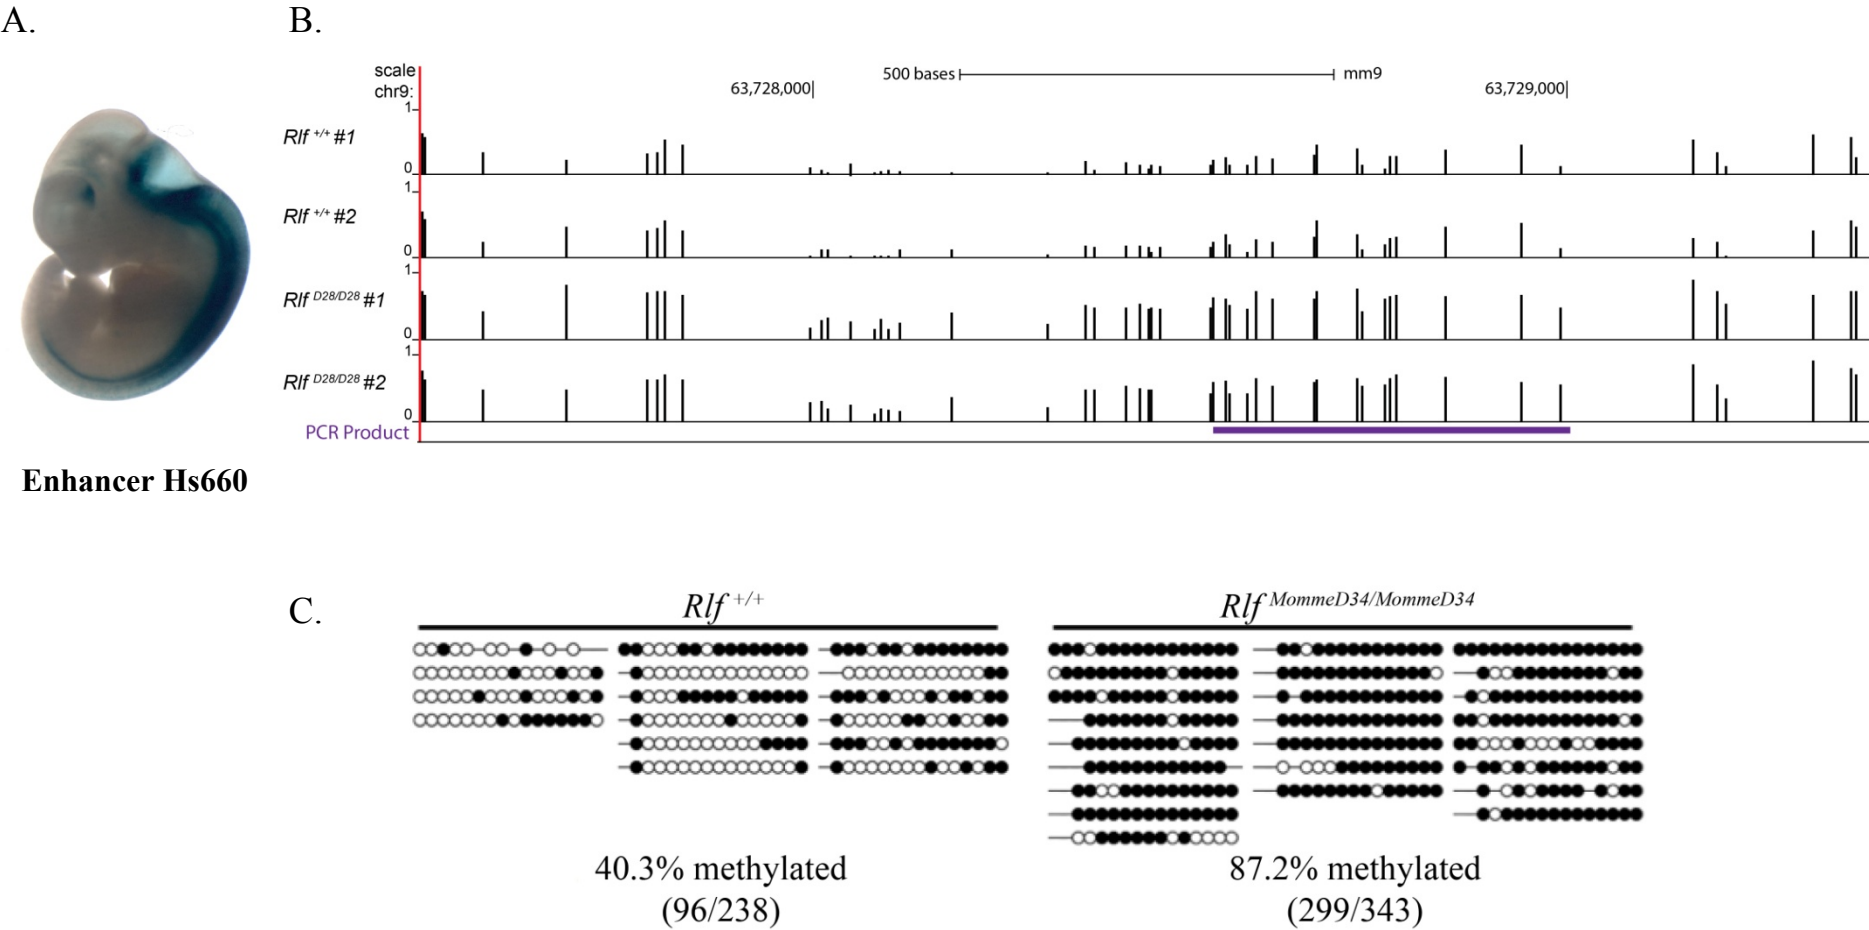 A.
B.
scale
500 bases
mm9
chr9:
63,728,000
63,729,000
1
Rlf +/+ #1
0
1
Rlf +/+ #2
0
1
Rlf D28/D28 #1
0
1
Rlf D28/D28 #2
0
PCR Product
Enhancer Hs660
C.
Rlf +/+
Rlf MommeD34/MommeD34
40.3% methylated
(96/238)
87.2% methylated
(299/343)